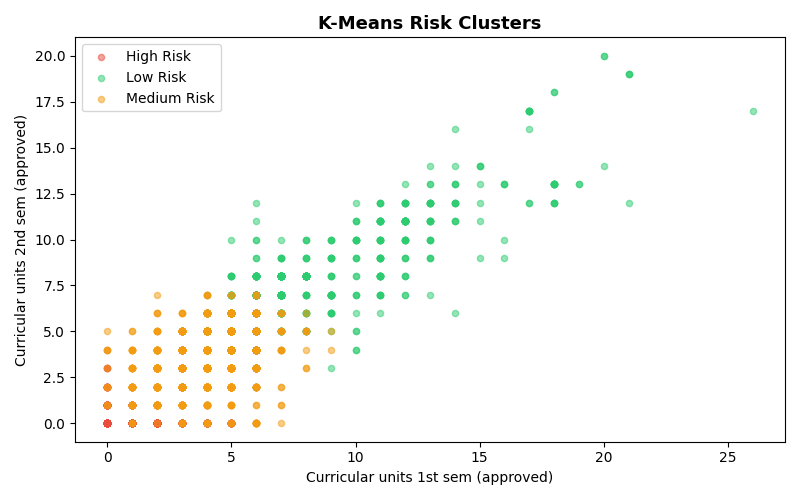 K-Means Risk Clusters
High Risk
Low Risk
Medium Risk
20.0
17.5
15.0
12.5
10.0
7.5
5.0
2.5
0.0
Curricular units 2nd sem (approved)
0 5 10 15 20 25
Curricular units 1st sem (approved)